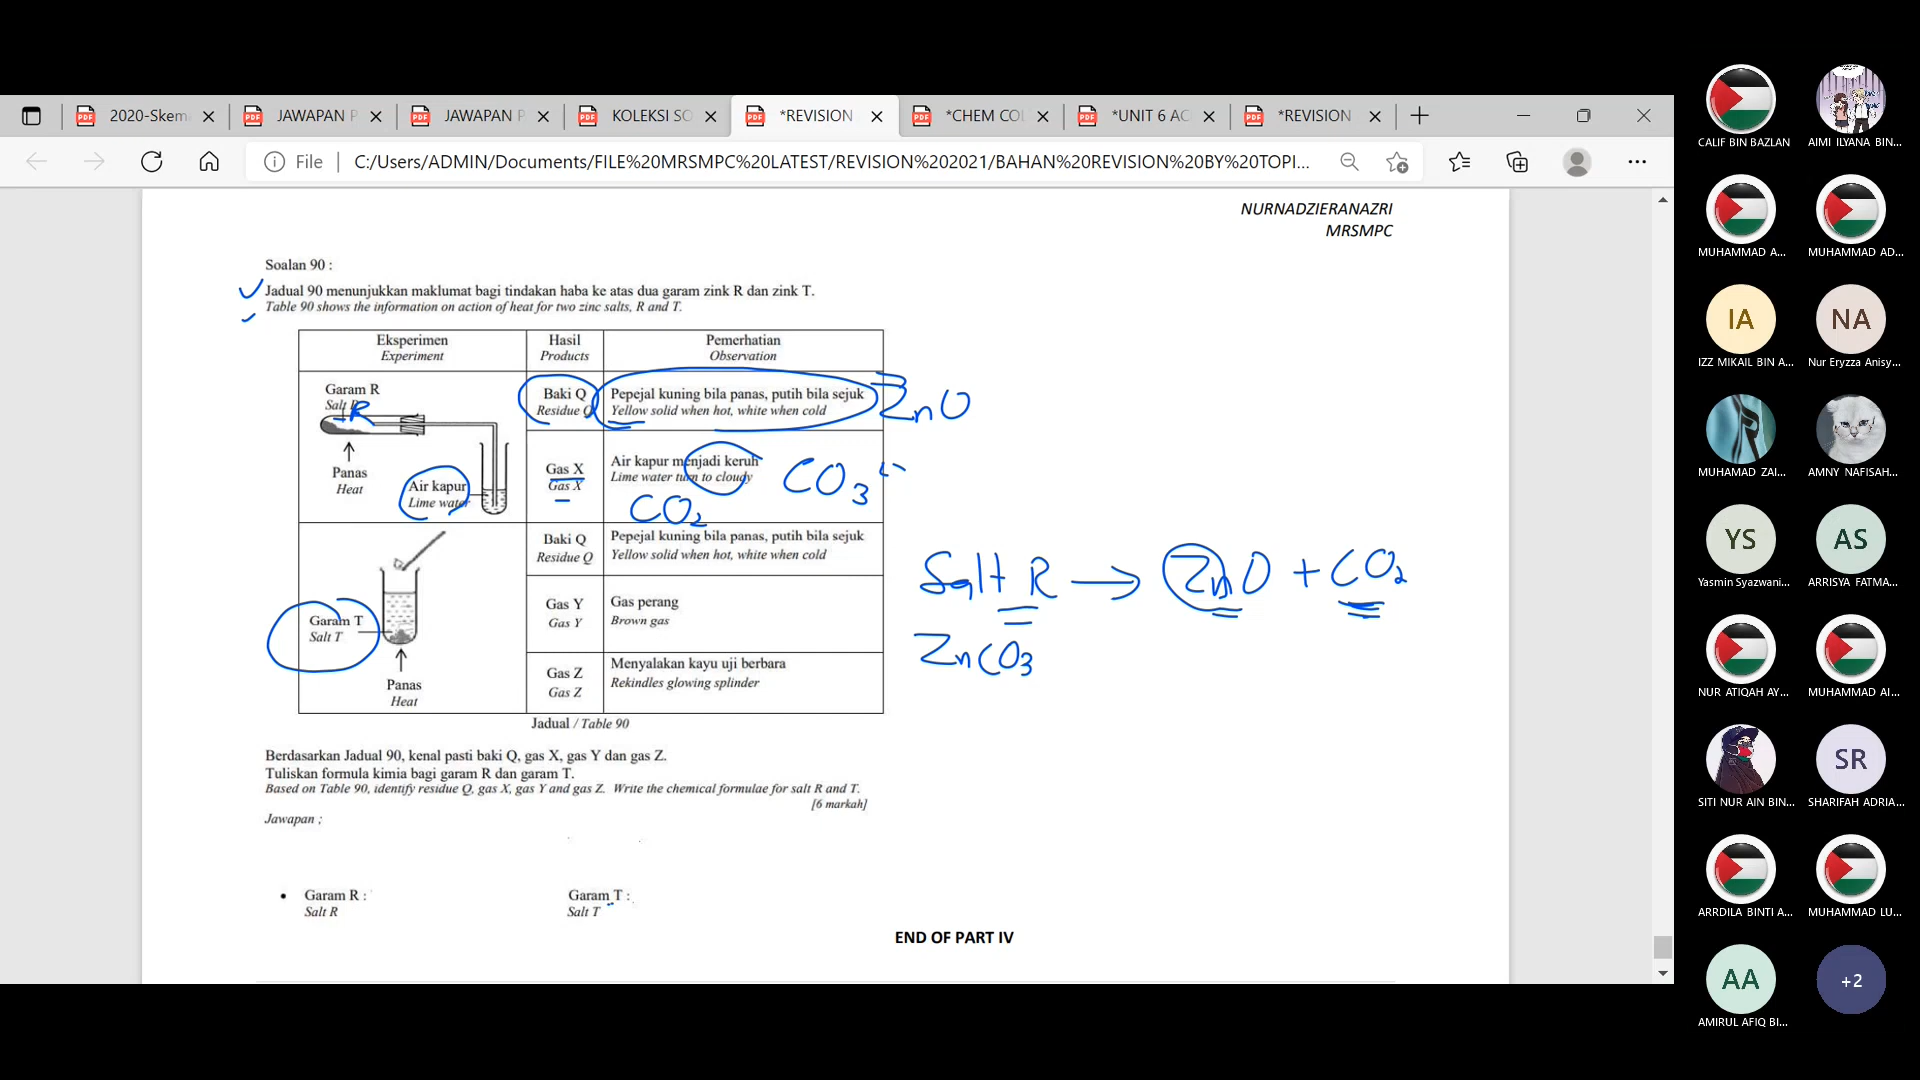 2020-Skem
JAWAPAN P
JAWAPAN P
KOLEKSI SO
*REVISION
*CHEM COL
*UNIT 6 AC
*REVISION
File
C:/Users/ADMIN/Documents/FILE%20MRSMPC%20LATEST/REVISION%202021/BAHAN%20REVISION%20BY%20TOPI...
NURNADZIERANAZRI
MRSMPC
Soalan 90 :
Jadual 90 menunjukkan maklumat bagi tindakan haba ke atas dua garam zink R dan zink T.
Table 90 shows the information on action of heat for two zinc salts, R and T.
Eksperimen
Experiment
Hasil
Products
Pemerhatian
Observation
Garam R
Salt
R
Panas
Heat
Air kapur
Lime water
Baki Q
Residue Q
Pepejal kuning bila panas, putih bila sejuk
Yellow solid when hot, white when cold
ZnO
Gas X
Gas X
Air kapur menjadi keruh
Lime water turn to cloudy
CO2
CO3
Garam T
Salt T
Panas
Heat
Baki Q
Residue Q
Pepejal kuning bila panas, putih bila sejuk
Yellow solid when hot, white when cold
Gas Y
Gas Y
Gas perang
Brown gas
Gas Z
Gas Z
Menyalakan kayu uji berbara
Rekindles glowing splinder
Salt R → ZnO + CO2
ZnCO3
Jadual / Table 90
Berdasarkan Jadual 90, kenal pasti baki Q, gas X, gas Y dan gas Z.
Tuliskan formula kimia bagi garam R dan garam T.
Based on Table 90, identify residue Q, gas X, gas Y and gas Z. Write the chemical formulae for salt R and T.
[6 markah]
Jawapan ;
• Garam R :
Salt R
Garam T :
Salt T
END OF PART IV
CALIF BIN BAZLAN
AIMI ILYANA BIN...
MUHAMMAD A...
MUHAMMAD AD...
IA
NA
IZZ MIKAIL BIN A...
Nur Eryzza Anisy...
MUHAMAD ZAI...
AMNY NAFISAH...
YS
AS
Yasmin Syazwani...
ARRISYA FATMA...
NUR ATIQAH AY...
MUHAMMAD AI...
SR
SITI NUR AIN BIN...
SHARIFAH ADRIA...
ARRDILA BINTI A...
MUHAMMAD LU...
AA
+2
AMIRUL AFIQ BI...